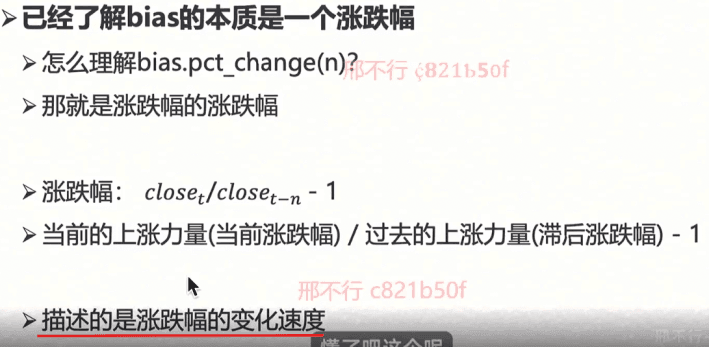 ➢已经了解bias的本质是一个涨跌幅
➢怎么理解bias.pct_change(n)?
邢不行 c821b50f
➢那就是涨跌幅的涨跌幅
➢涨跌幅: close_t/close_{t−n} - 1
➢当前的上涨力量(当前涨跌幅) / 过去的上涨力量(滞后涨跌幅) - 1
邢不行 c821b50f
➢描述的是涨跌幅的变化速度
懂了吧这个呢
邢不行